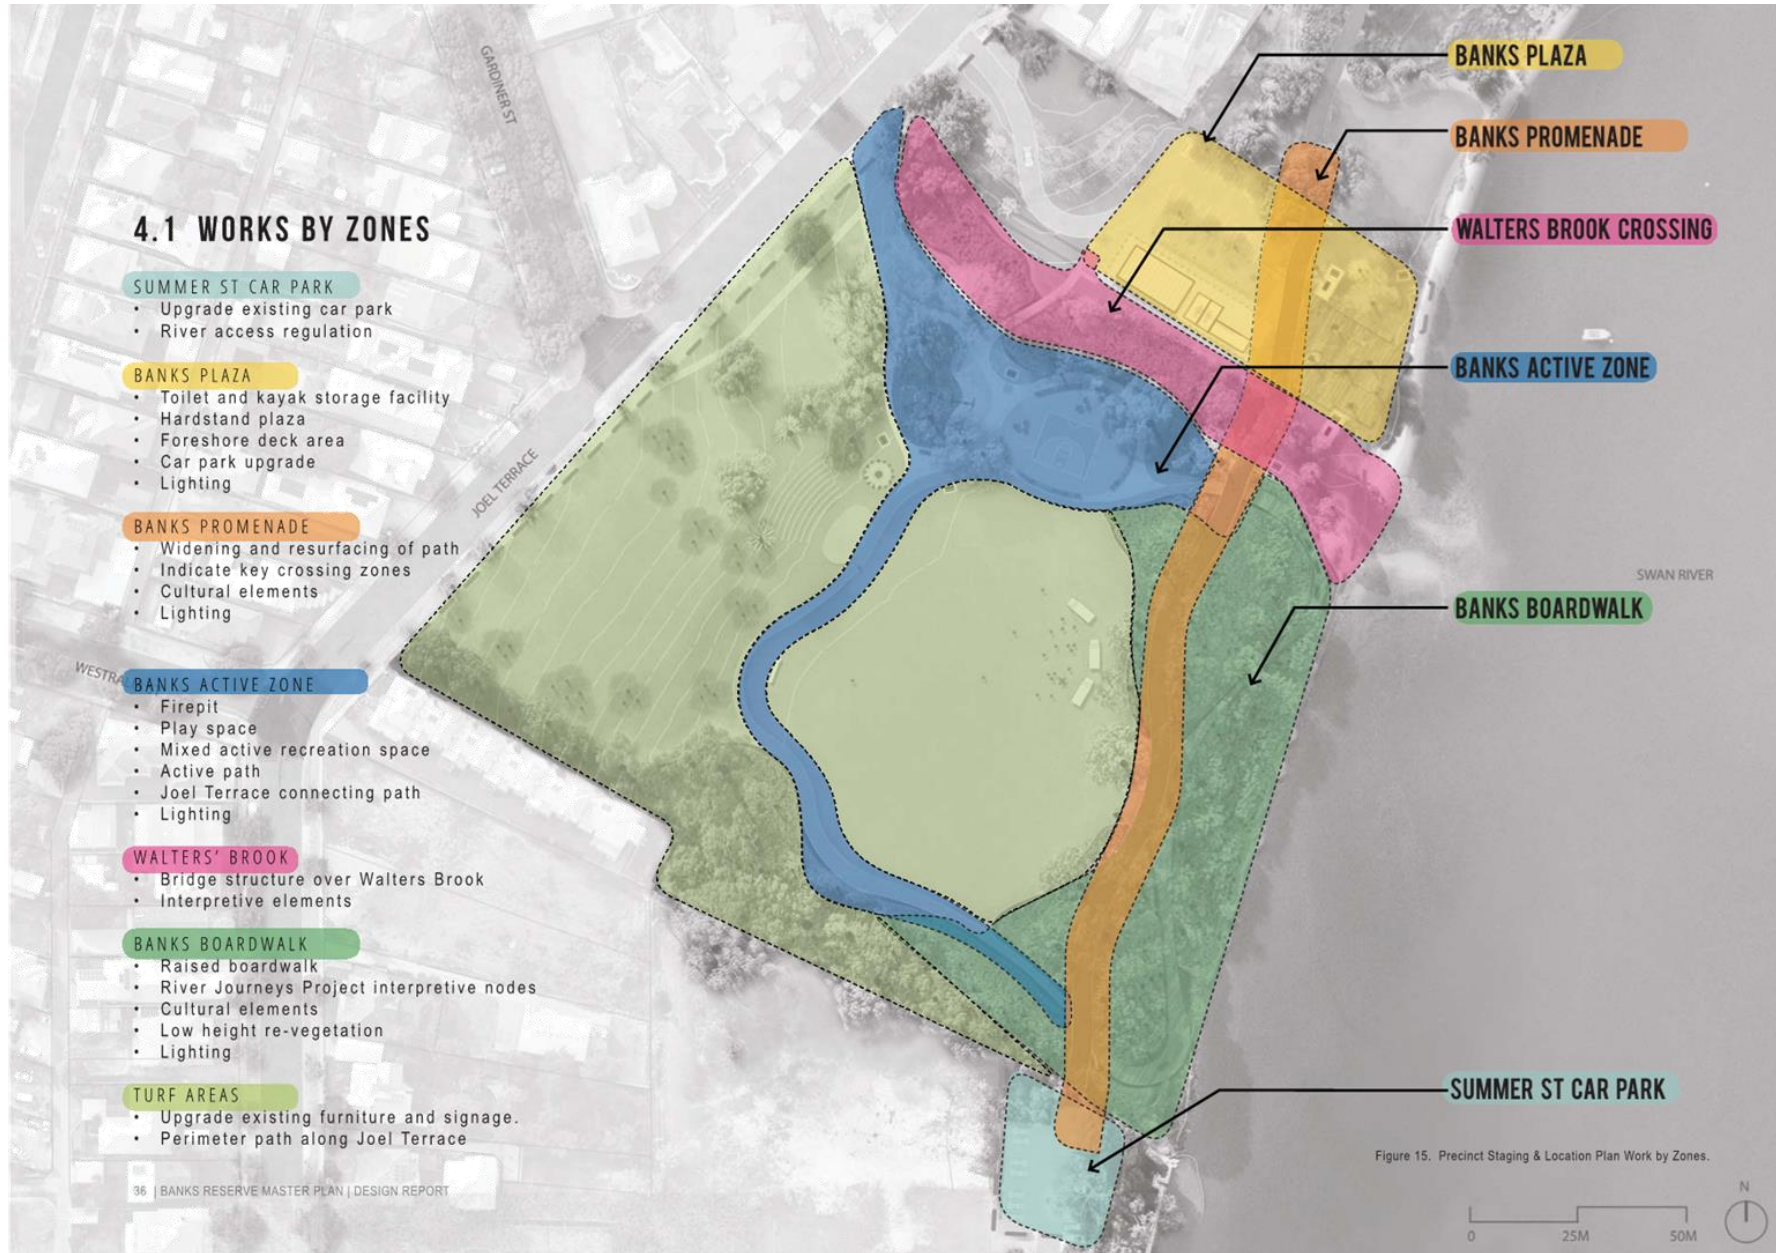 GARDINER ST
BANKS PLAZA
BANKS PROMENADE
WALTERS BROOK CROSSING
BANKS ACTIVE ZONE
BANKS BOARDWALK
SUMMER ST CAR PARK
SWAN RIVER
JOEL TERRACE
4.1 WORKS BY ZONES
SUMMER ST CAR PARK
• Upgrade existing car park
• River access regulation
BANKS PLAZA
• Toilet and kayak storage facility
• Hardstand plaza
• Foreshore deck area
• Car park upgrade
• Lighting
BANKS PROMENADE
• Widening and resurfacing of path
• Indicate key crossing zones
• Cultural elements
• Lighting
BANKS ACTIVE ZONE
• Firepit
• Play space
• Mixed active recreation space
• Active path
• Joel Terrace connecting path
• Lighting
WALTERS' BROOK
• Bridge structure over Walters Brook
• Interpretive elements
BANKS BOARDWALK
• Raised boardwalk
• River Journeys Project interpretive nodes
• Cultural elements
• Low height re-vegetation
• Lighting
TURF AREAS
• Upgrade existing furniture and signage.
• Perimeter path along Joel Terrace
36 | BANKS RESERVE MASTER PLAN | DESIGN REPORT
Figure 15. Precinct Staging & Location Plan Work by Zones.
N
0 25M 50M